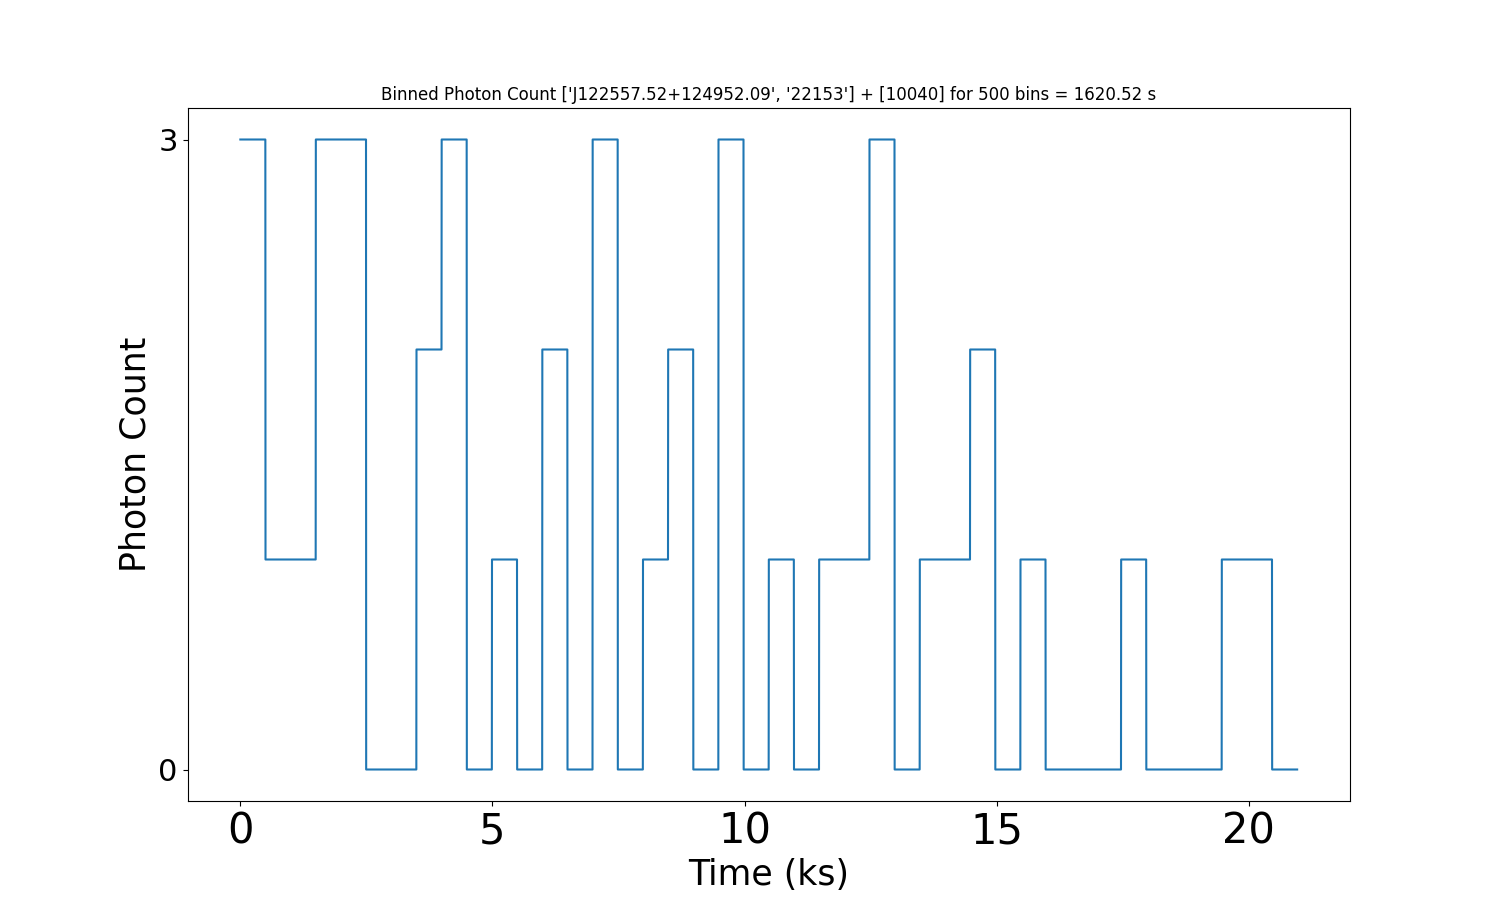 Binned Photon Count ['J122557.52+124952.09', '22153'] + [10040] for 500 bins = 1620.52 s
3
Photon Count
0
0 5 10 15 20
Time (ks)